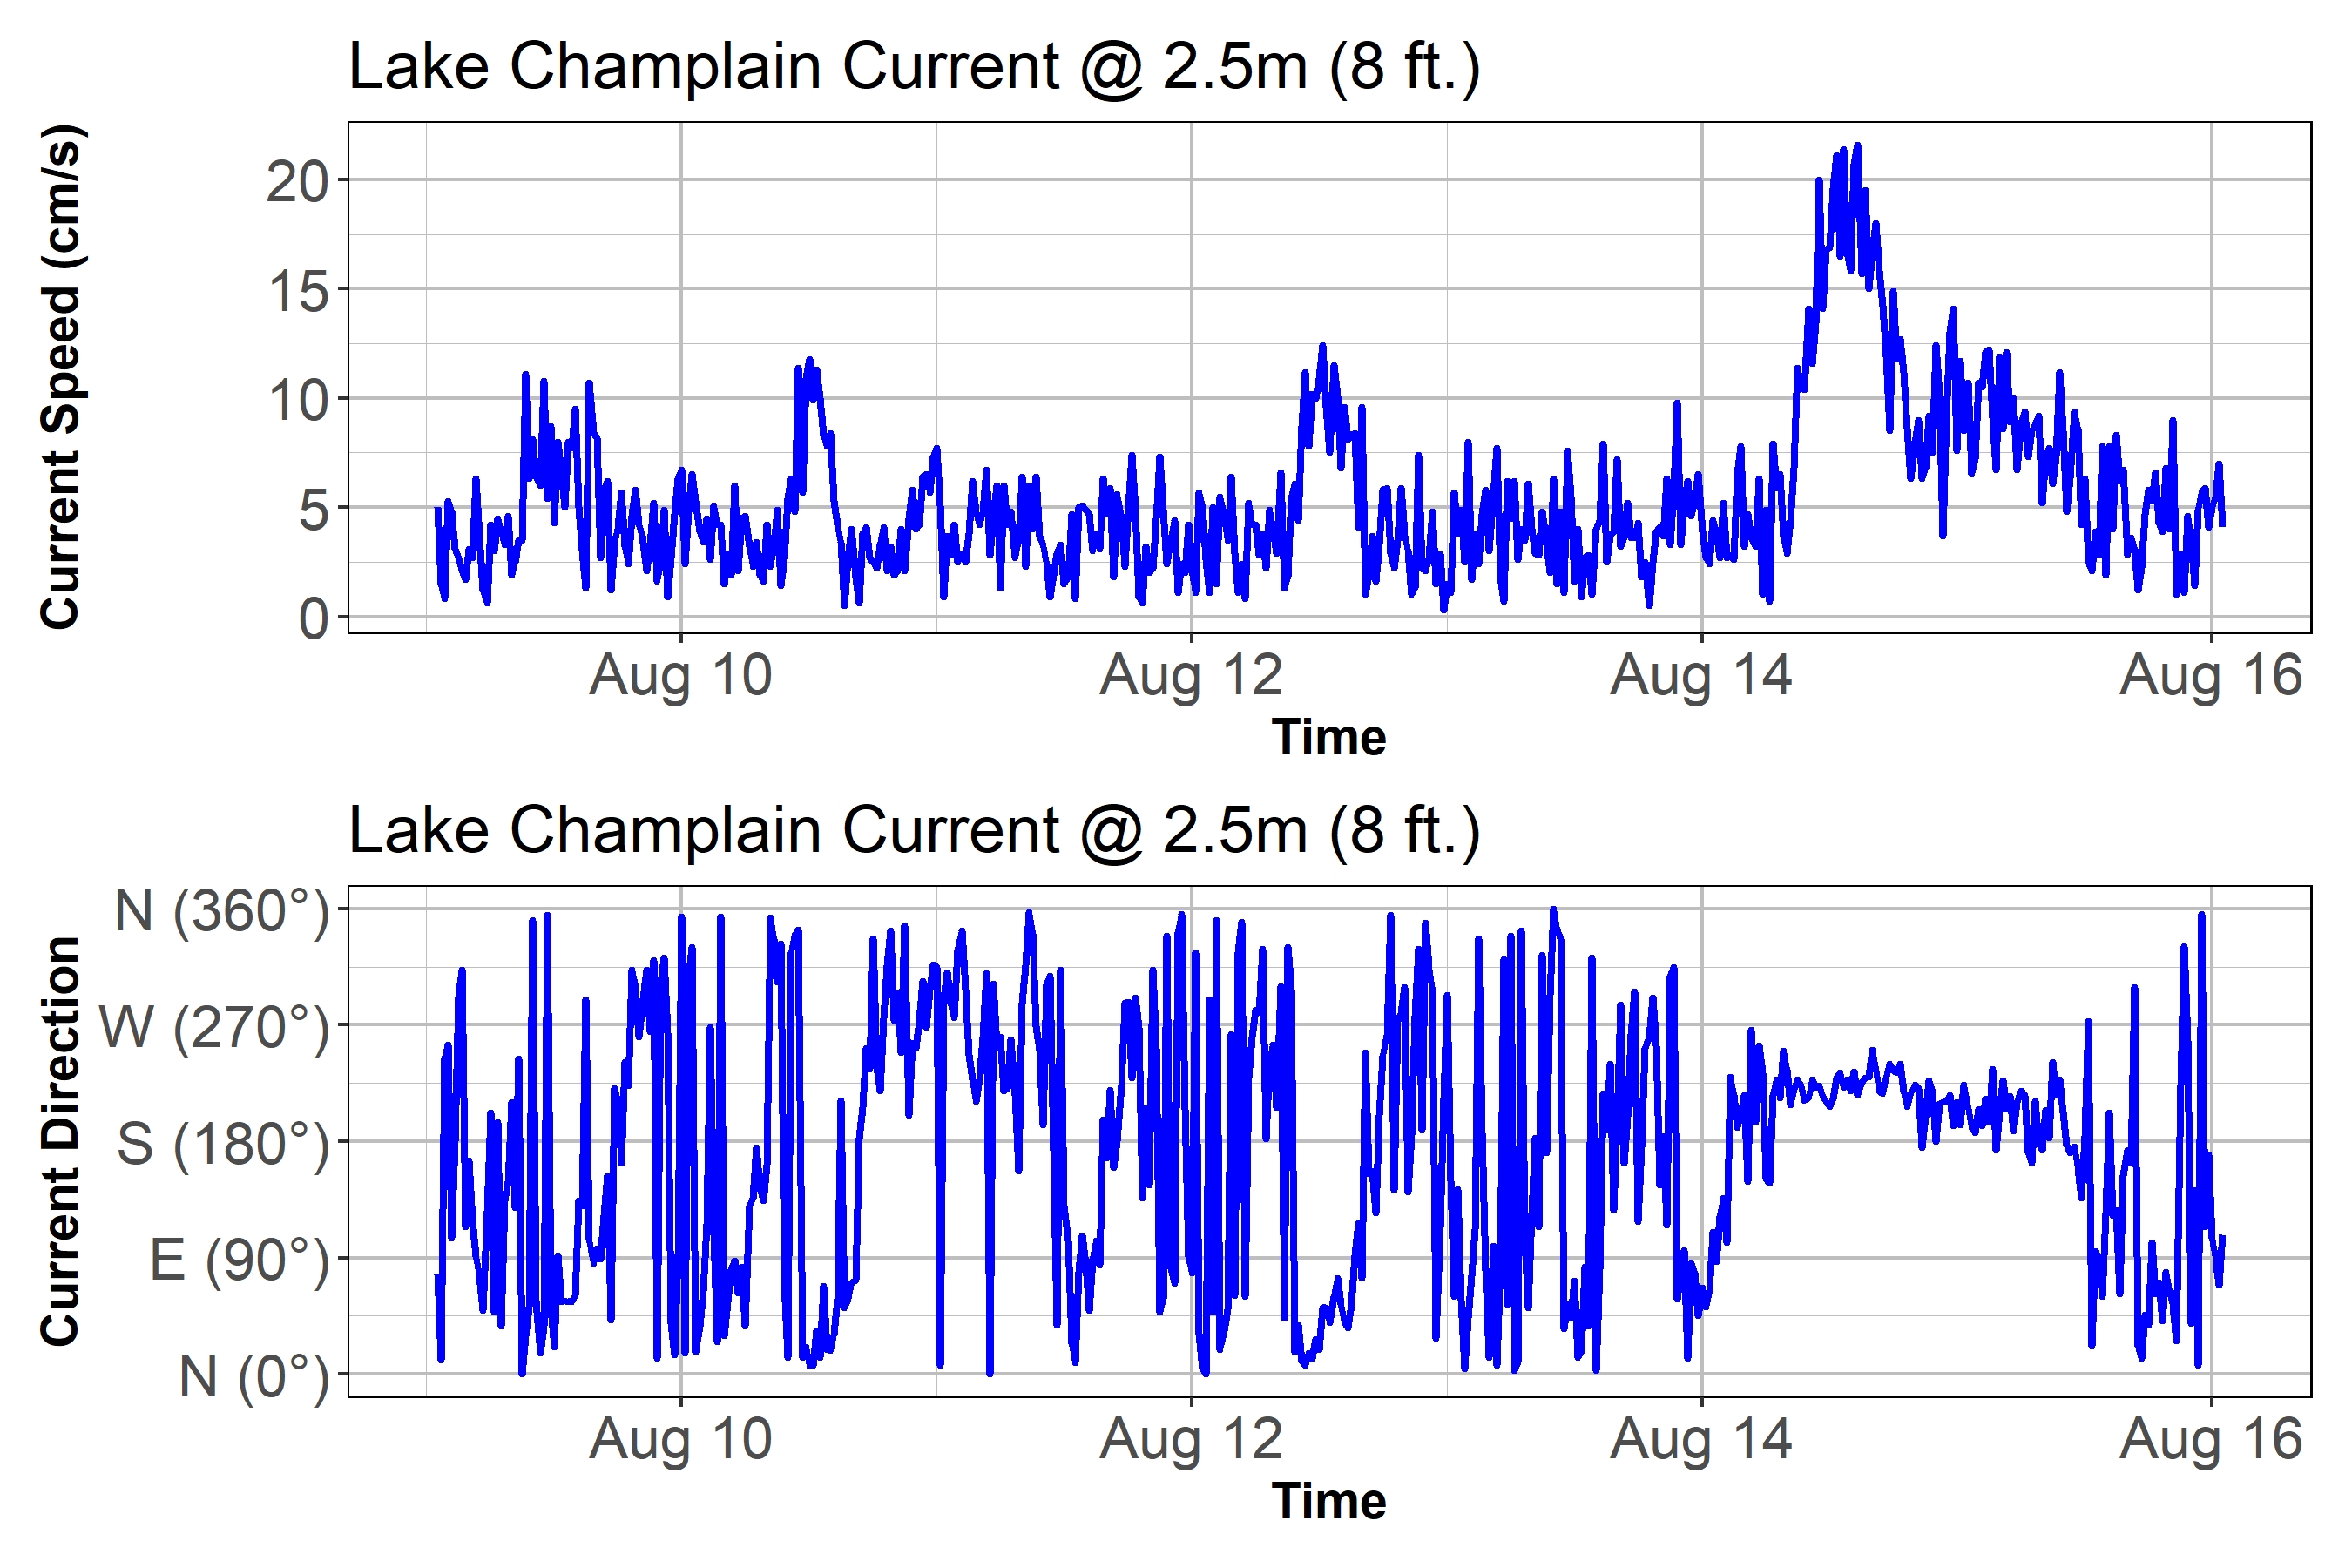 Lake Champlain Current @ 2.5m (8 ft.)
Current Speed (cm/s)
20
15
10
5
0
Aug 10 Aug 12 Aug 14 Aug 16
Time
Lake Champlain Current @ 2.5m (8 ft.)
Current Direction
N (360°)
W (270°)
S (180°)
E (90°)
N (0°)
Aug 10 Aug 12 Aug 14 Aug 16
Time